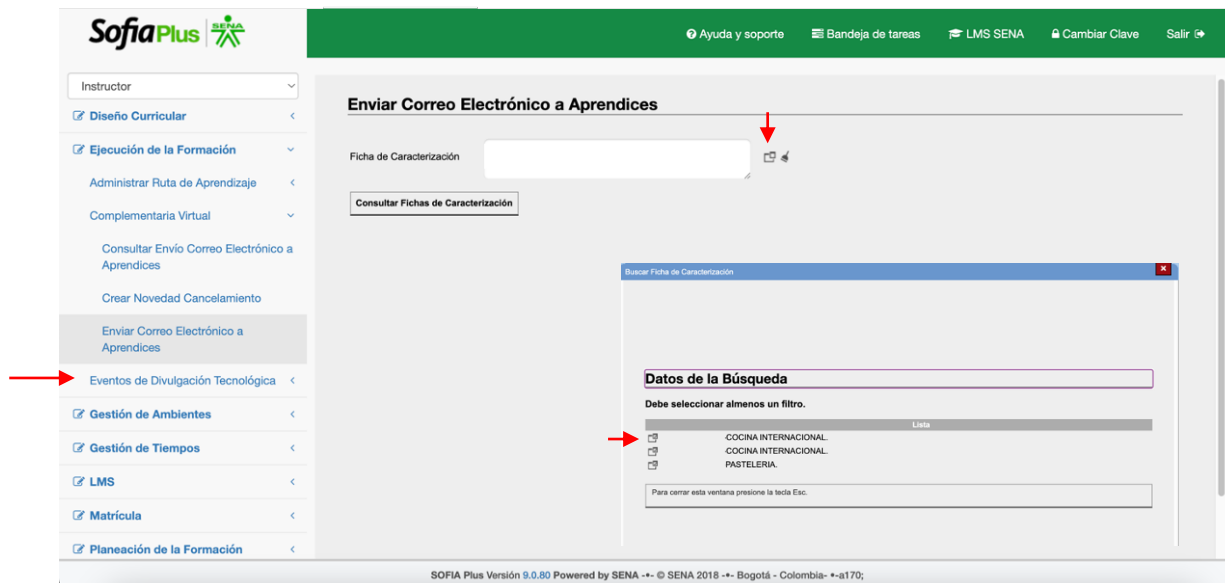 Sofia Plus SENA
Ayuda y soporte
Bandeja de tareas
LMS SENA
Cambiar Clave
Salir
Instructor
Diseño Curricular
Ejecución de la Formación
Administrar Ruta de Aprendizaje
Complementaria Virtual
Consultar Envío Correo Electrónico a
Aprendices
Crear Novedad Cancelamiento
Enviar Correo Electrónico a
Aprendices
Eventos de Divulgación Tecnológica
Gestión de Ambientes
Gestión de Tiempos
LMS
Matrícula
Planeación de la Formación
Enviar Correo Electrónico a Aprendices
Ficha de Caracterización
Consultar Fichas de Caracterización
Buscar Ficha de Caracterización
Datos de la Búsqueda
Debe seleccionar almenos un filtro.
Lista
COCINA INTERNACIONAL.
COCINA INTERNACIONAL.
PASTELERIA.
Para cerrar esta ventana presione la tecla Esc.
SOFIA Plus Versión 9.0.80 Powered by SENA -•- © SENA 2018 -•- Bogotá - Colombia- •-a170;